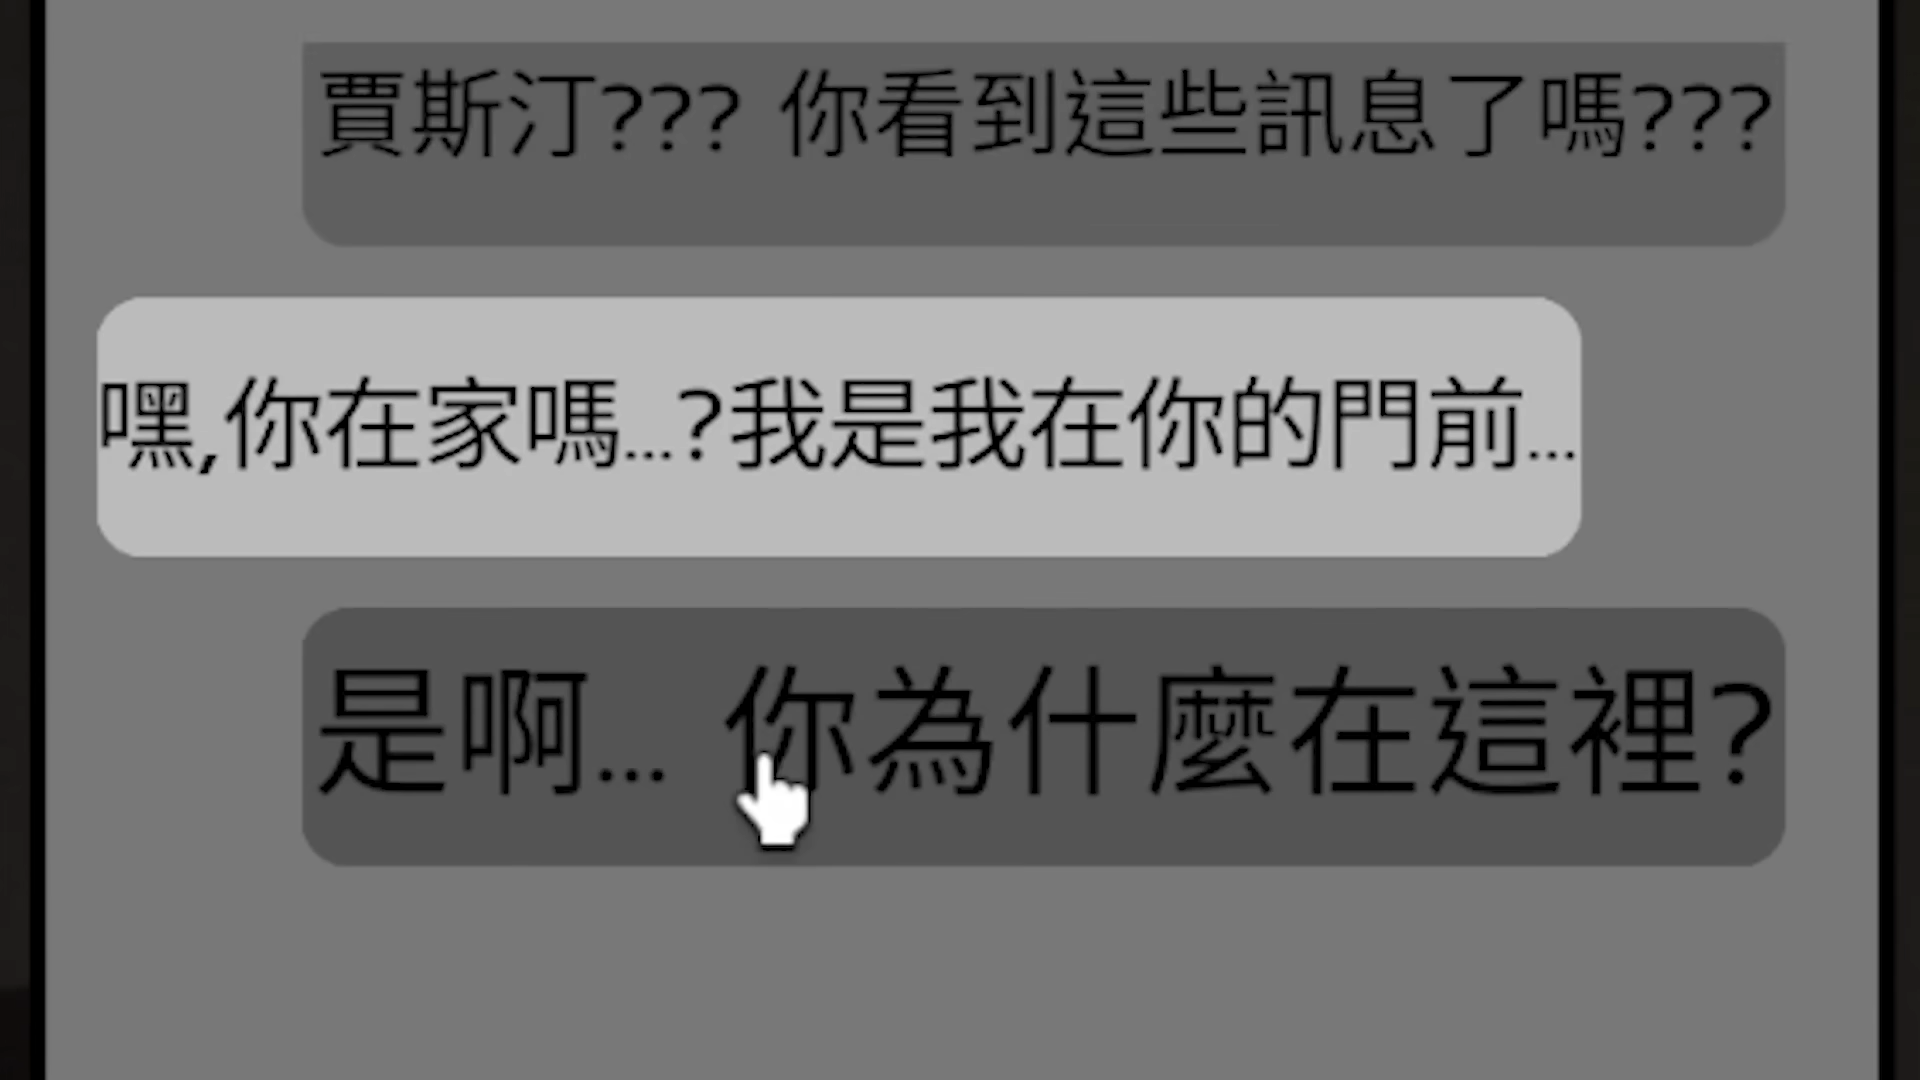 賈斯汀??? 你看到這些訊息了嗎???
嘿,你在家嗎...?我是我在你的門前...
是啊... 你為什麼在這裡?